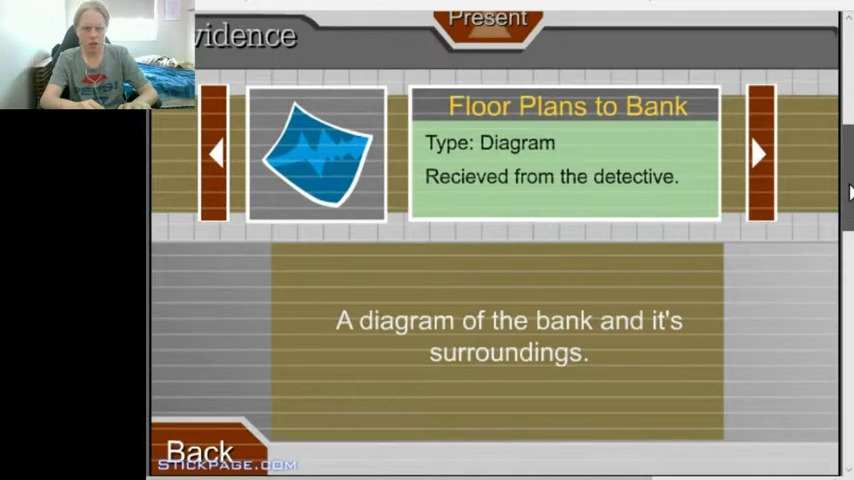 Present
vidence
Floor Plans to Bank
Type: Diagram
Recieved from the detective.
A diagram of the bank and it's
surroundings.
Back
STICKPAGE.COM
PEPSI